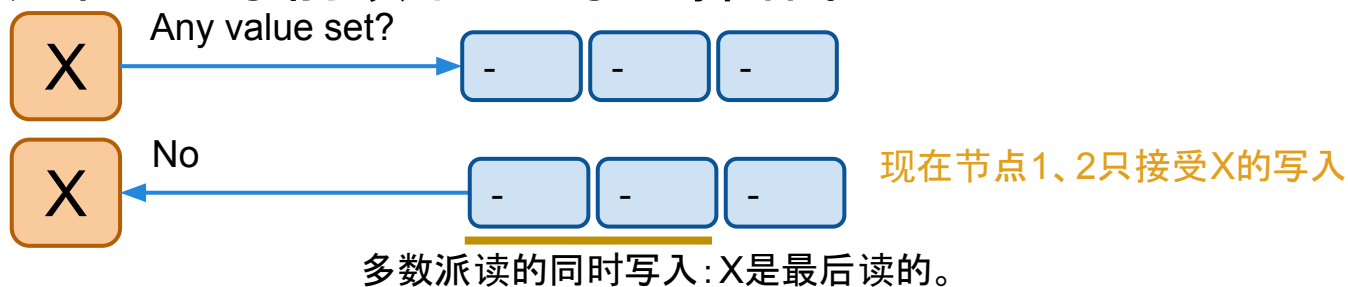 Any value set?
X
- - -
No
X
- - -
现在节点1、2只接受X的写入
多数派读的同时写入:X是最后读的。